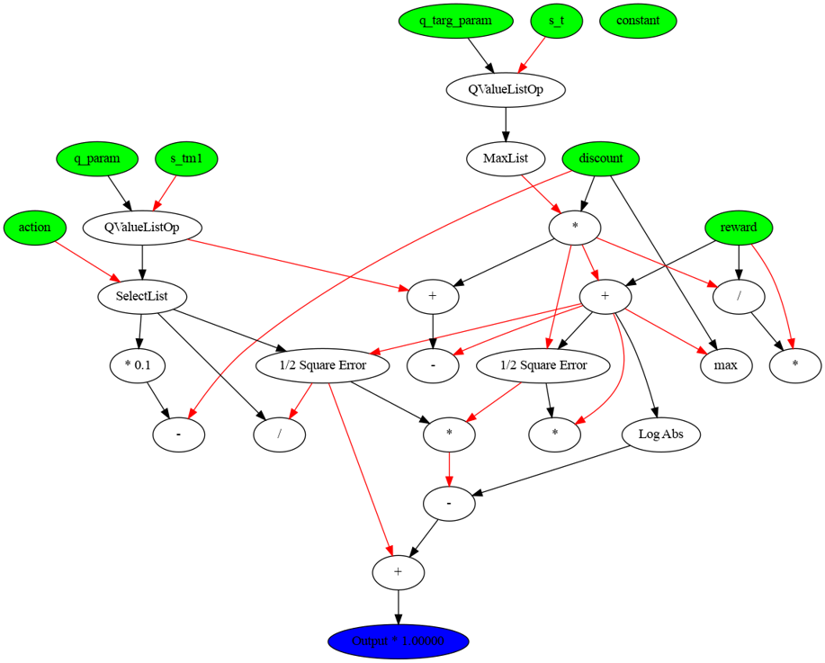 q_targ_param
s_t
constant
QValueListOp
q_param
s_tm1
MaxList
discount
action
QValueListOp
*
reward
SelectList
+
+
/
* 0.1
1/2 Square Error
-
1/2 Square Error
max
*
-
/
*
*
Log Abs
-
+
Output * 1.00000